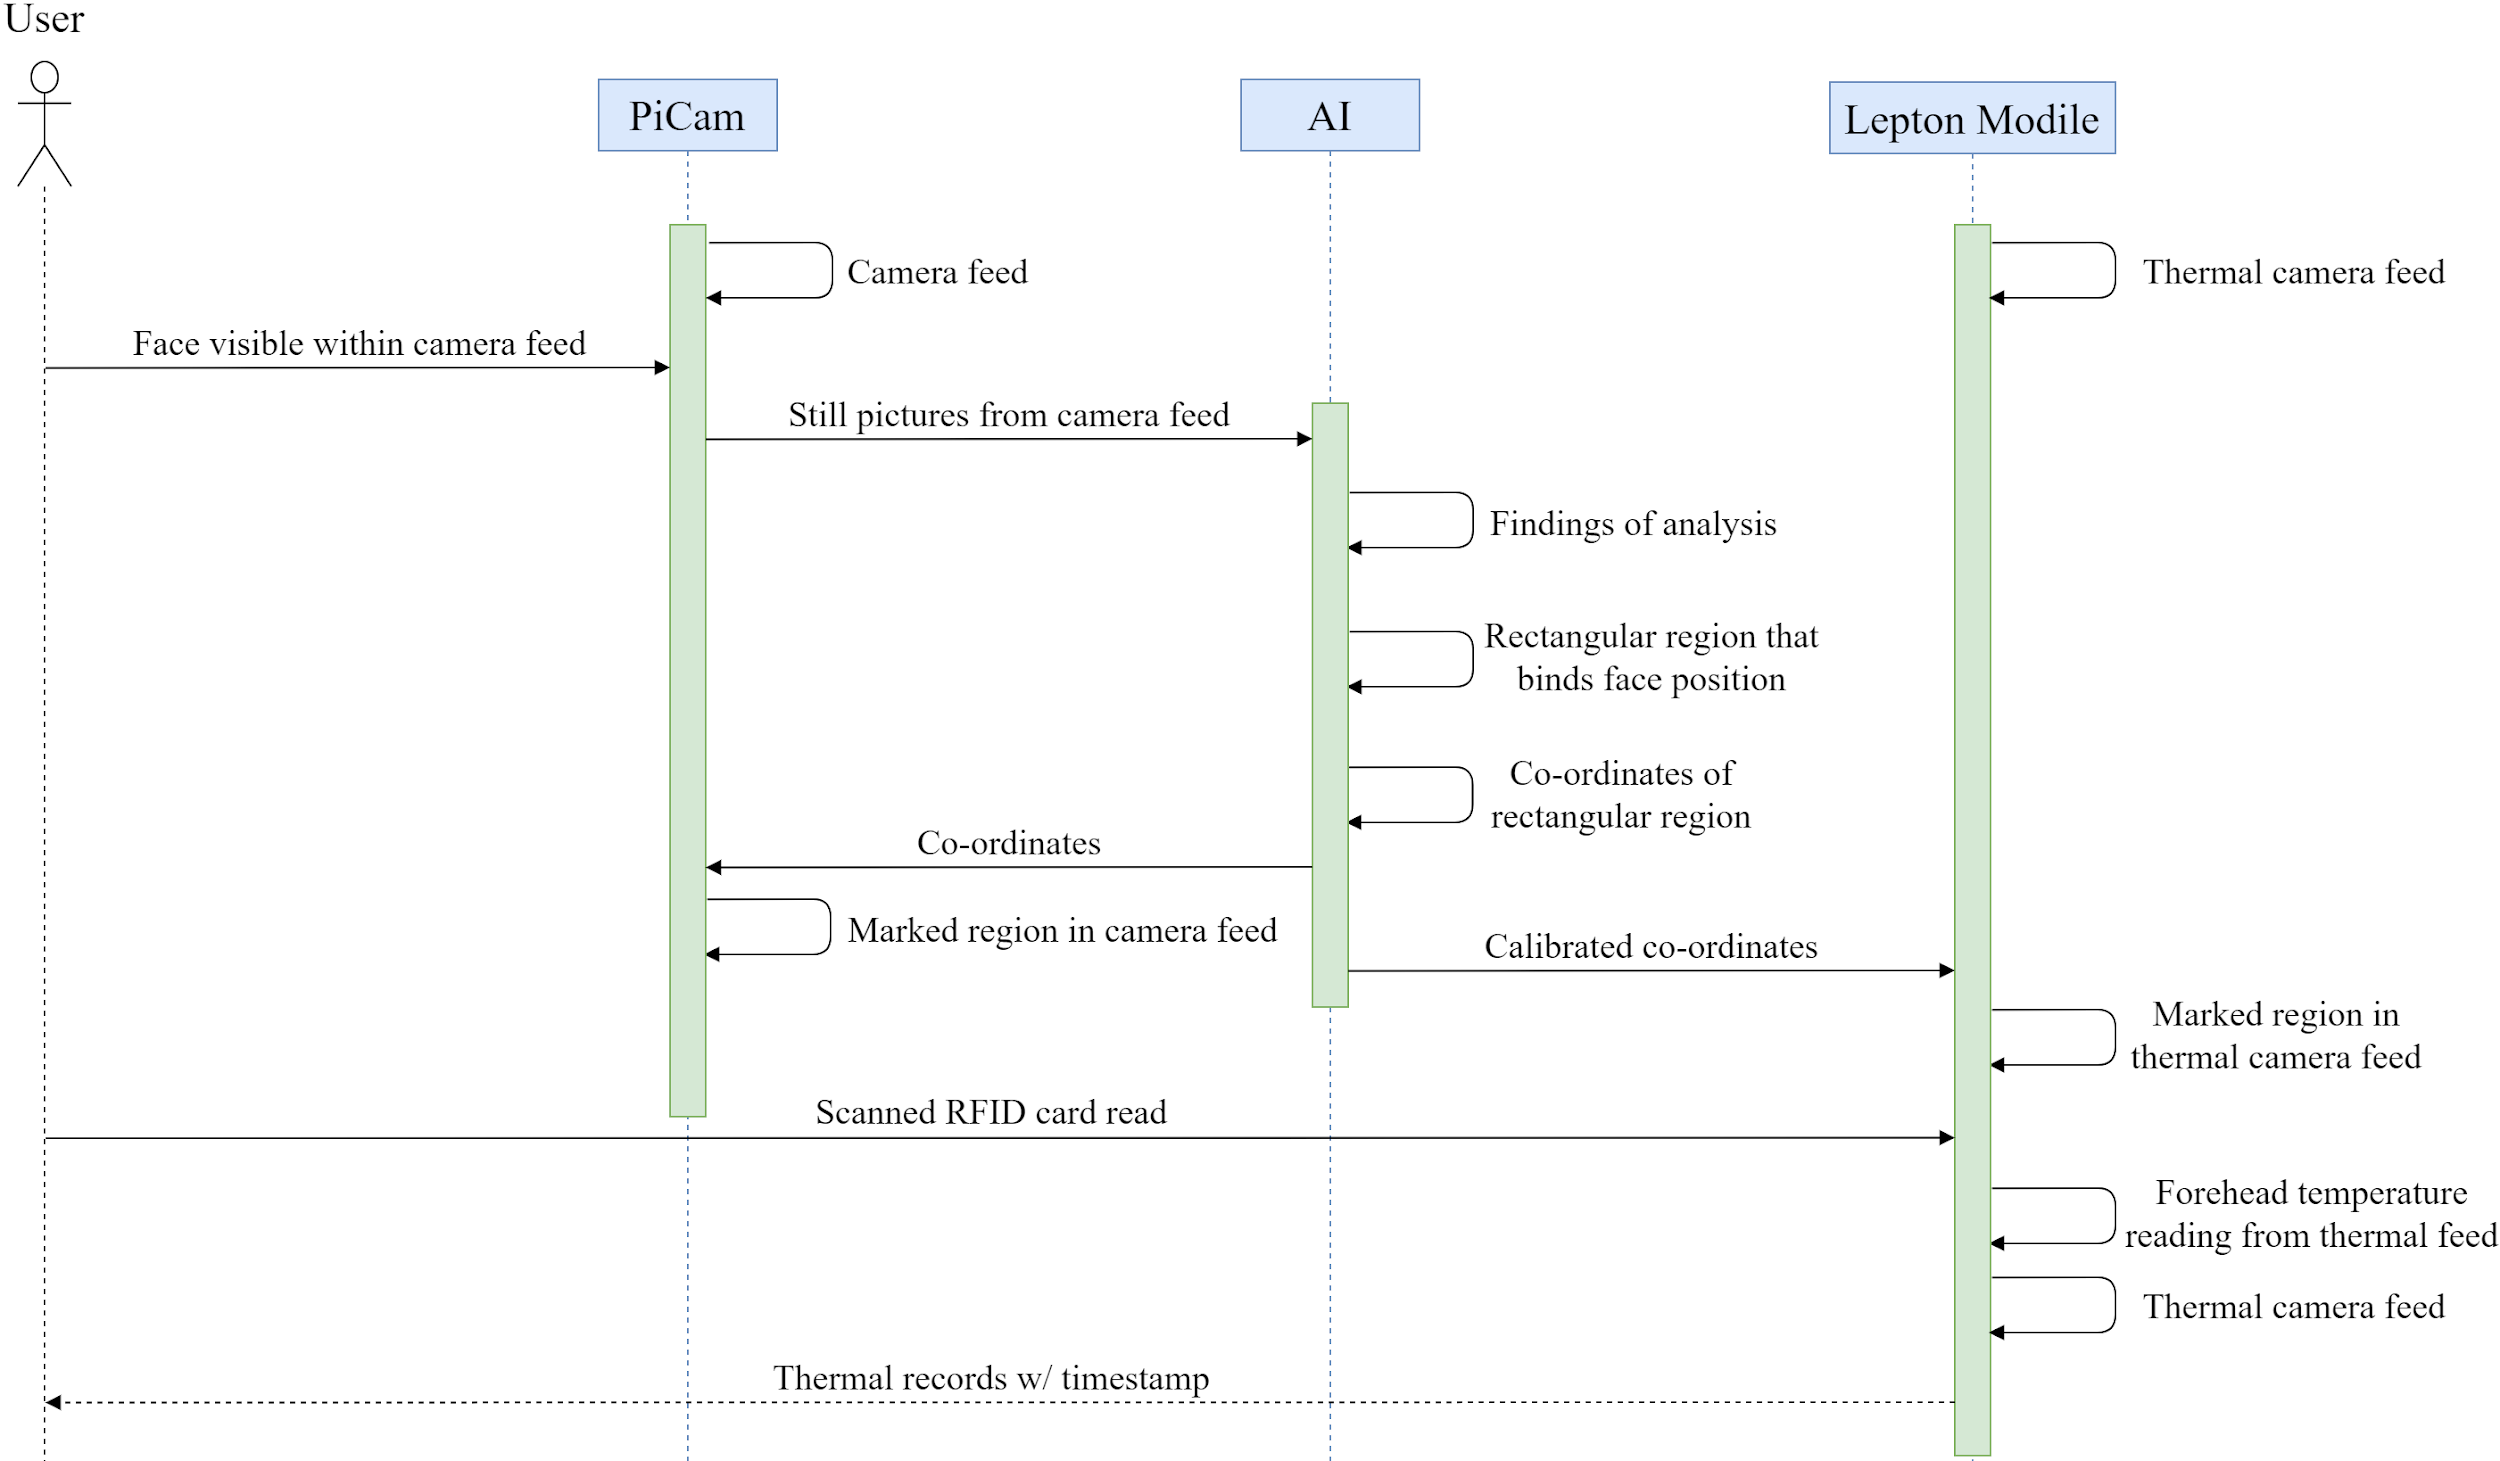 User
PiCam
AI
Lepton Modile
Camera feed
Thermal camera feed
Face visible within camera feed
Still pictures from camera feed
Findings of analysis
Rectangular region that
binds face position
Co-ordinates of
rectangular region
Co-ordinates
Marked region in camera feed
Calibrated co-ordinates
Marked region in
thermal camera feed
Scanned RFID card read
Forehead temperature
reading from thermal feed
Thermal camera feed
Thermal records w/ timestamp